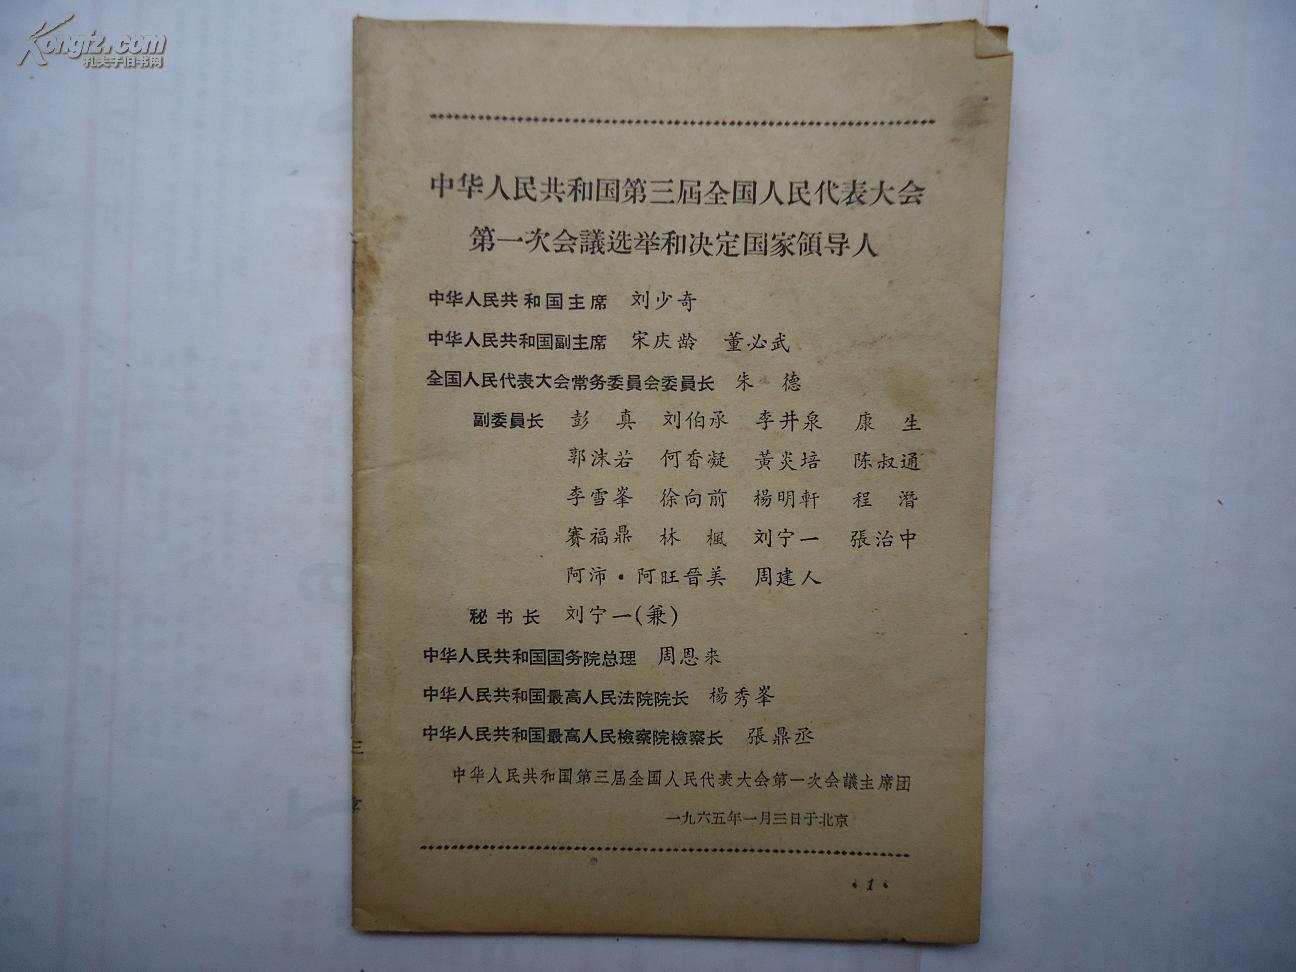 Kongfz.com
孔夫子旧书网
中华人民共和国第三屆全国人民代表大会
第一次会議选举和决定国家領导人
中华人民共和国主席 刘少奇
中华人民共和国副主席 宋庆龄 董必武
全国人民代表大会常务委員会委員长 朱德
副委員长 彭真 刘伯承 李井泉 康生
郭沫若 何香凝 黃炎培 陈叔通
李雪峯 徐向前 楊明軒 程潛
賽福鼎 林楓 刘宁一 張治中
阿沛·阿旺晉美 周建人
秘书长 刘宁一(兼)
中华人民共和国国务院总理 周恩来
中华人民共和国最高人民法院院长 楊秀峯
中华人民共和国最高人民檢察院檢察长 張鼎丞
中华人民共和国第三屆全国人民代表大会第一次会議主席团
一九六五年一月三日于北京
· 1 ·